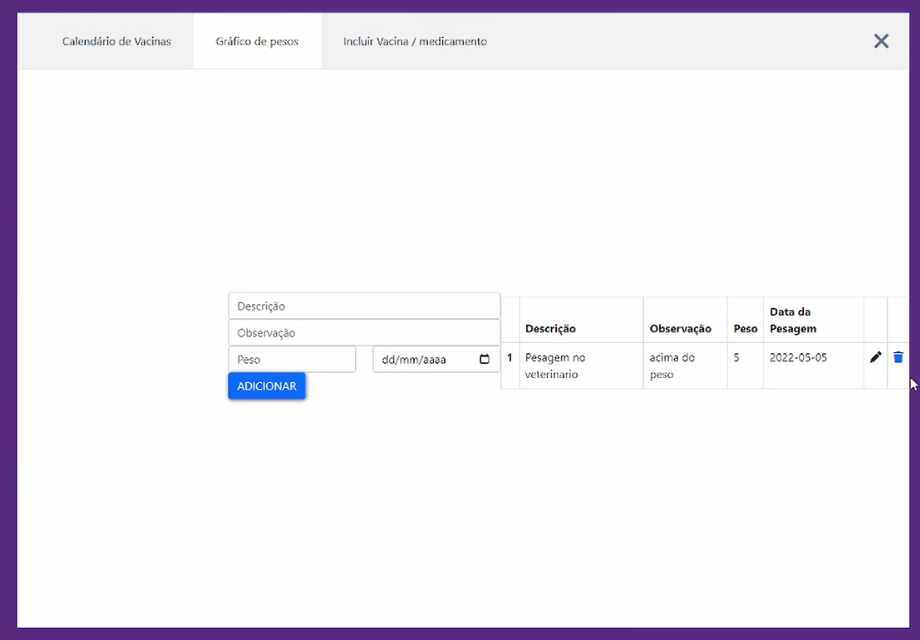 Calendário de Vacinas
Gráfico de pesos
Incluir Vacina / medicamento
Descrição
Observação
Peso
dd/mm/aaaa
ADICIONAR
Descrição
Observação
Peso
Data da
Pesagem
1
Pesagem no
veterinario
acima do
peso
5
2022-05-05